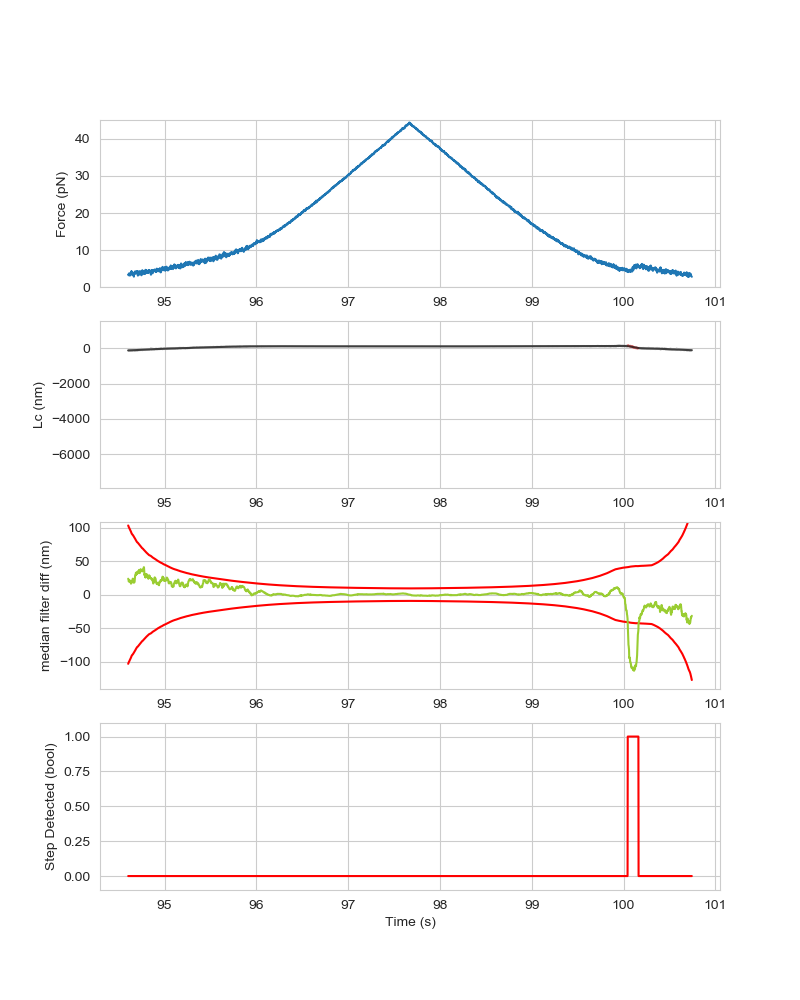 Force (pN)
40
30
20
10
0
95 96 97 98 99 100 101
Lc (nm)
0
−2000
−4000
−6000
95 96 97 98 99 100 101
median filter diff (nm)
100
50
0
−50
−100
95 96 97 98 99 100 101
Step Detected (bool)
1.00
0.75
0.50
0.25
0.00
95 96 97 98 99 100 101
Time (s)